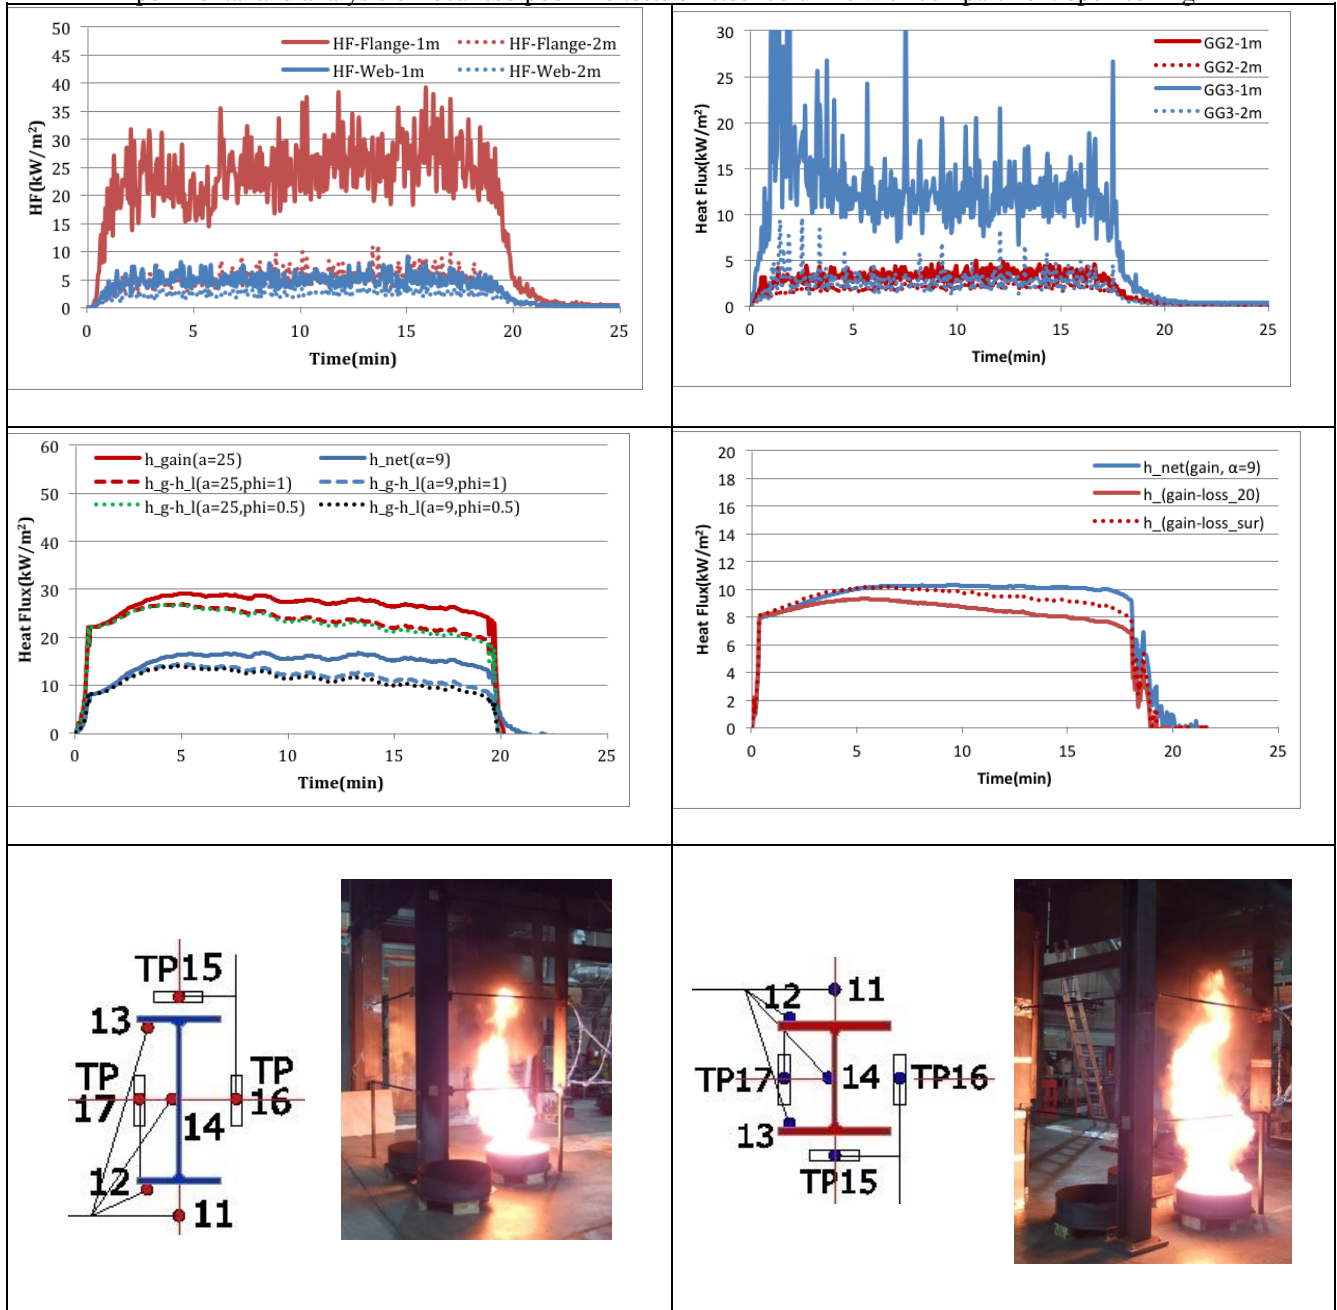 50
45
40
35
30
25
20
15
10
5
0
HF(kW/m²)
HF-Flange-1m
HF-Flange-2m
HF-Web-1m
HF-Web-2m
0 5 10 15 20 25
Time(min)
30
25
20
15
10
5
0
Heat Flux(kW/m²)
GG2-1m
GG2-2m
GG3-1m
GG3-2m
0 5 10 15 20 25
Time(min)
60
50
40
30
20
10
0
Heat Flux(kW/m²)
h_gain(a=25)
h_net(α=9)
h_g-h_l(a=25,phi=1)
h_g-h_l(a=9,phi=1)
h_g-h_l(a=25,phi=0.5)
h_g-h_l(a=9,phi=0.5)
0 5 10 15 20 25
Time(min)
20
18
16
14
12
10
8
6
4
2
0
Heat Flux(kW/m²)
h_net(gain, α=9)
h_(gain-loss_20)
h_(gain-loss_sur)
0 5 10 15 20 25
Time(min)
TP15
13
TP
17
TP
16
14
12
11
12
11
TP17
14
TP16
13
TP15